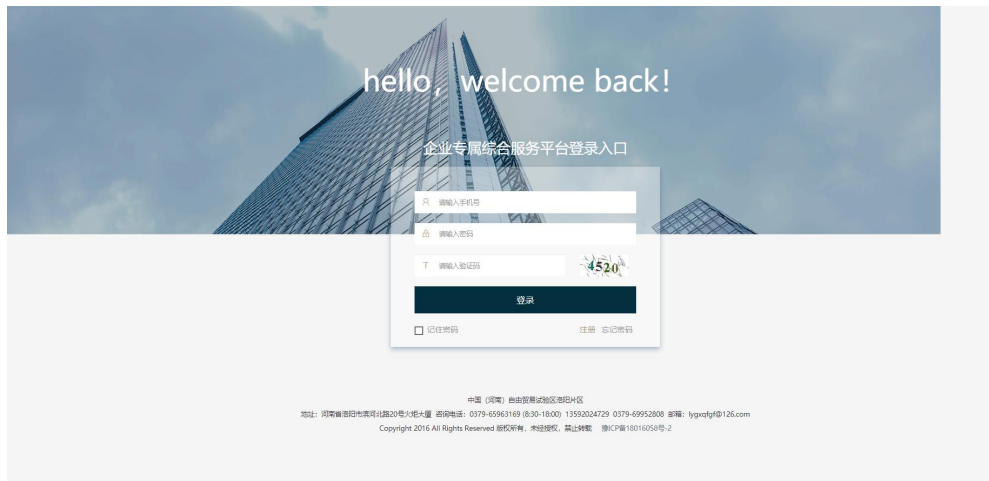 hello，welcome back!
企业专属综合服务平台登录入口
请输入手机号
请输入密码
请输入验证码
4520
登录
记住密码 注册 忘记密码
中国（河南）自由贸易试验区洛阳片区
地址：河南省洛阳市滨河北路20号火炬大厦 咨询电话：0379-65963169 (8:30-18:00) 13592024729 0379-69952808 邮箱：lygxqfgf@126.com
Copyright 2016 All Rights Reserved 版权所有，未经授权，禁止转载 豫ICP备18016058号-2